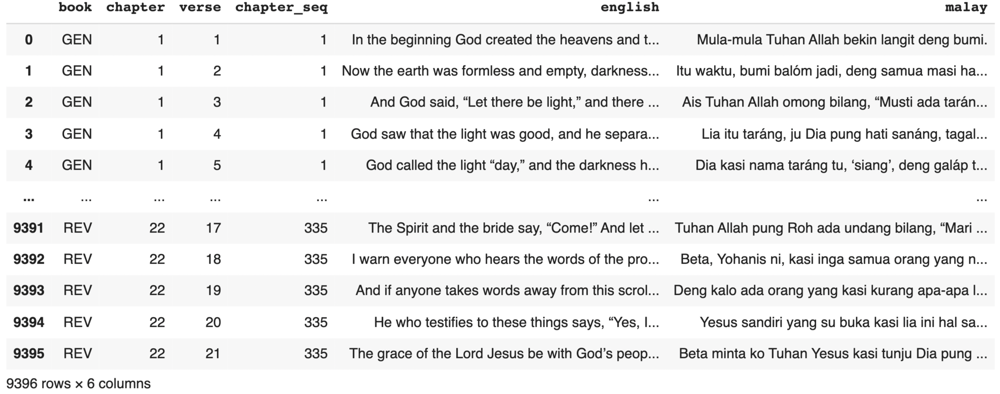 book chapter verse chapter_seq english malay
0 GEN 1 1 1 In the beginning God created the heavens and t... Mula-mula Tuhan Allah bekin langit deng bumi.
1 GEN 1 2 1 Now the earth was formless and empty, darkness... Itu waktu, bumi balóm jadi, deng samua masi ha...
2 GEN 1 3 1 And God said, “Let there be light,” and there ... Ais Tuhan Allah omong bilang, “Musti ada tarán...
3 GEN 1 4 1 God saw that the light was good, and he separa... Lia itu taráng, ju Dia pung hati sanáng, tagal...
4 GEN 1 5 1 God called the light “day,” and the darkness h... Dia kasi nama taráng tu, ‘siang’, deng galáp t...
... ... ... ... ... ... ...
9391 REV 22 17 335 The Spirit and the bride say, “Come!” And let ... Tuhan Allah pung Roh ada undang bilang, “Mari ...
9392 REV 22 18 335 I warn everyone who hears the words of the pro... Beta, Yohanis ni, kasi inga samua orang yang n...
9393 REV 22 19 335 And if anyone takes words away from this scrol... Deng kalo ada orang yang kasi kurang apa-apa l...
9394 REV 22 20 335 He who testifies to these things says, “Yes, I... Yesus sandiri yang su buka kasi lia ini hal sa...
9395 REV 22 21 335 The grace of the Lord Jesus be with God’s peop... Beta minta ko Tuhan Yesus kasi tunju Dia pung ...
9396 rows × 6 columns